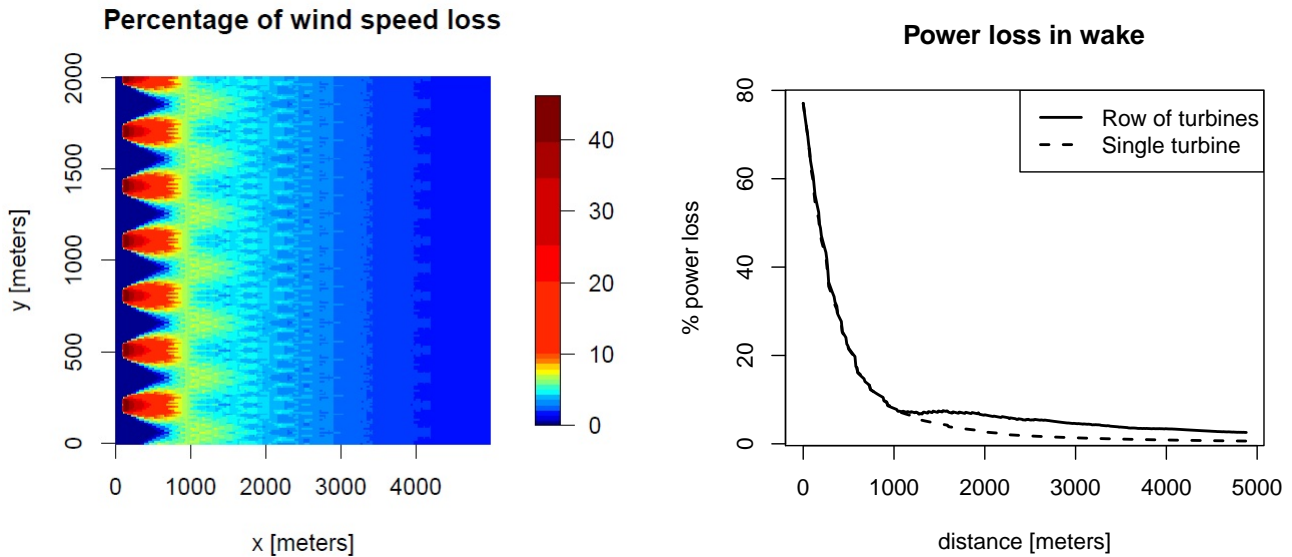 Percentage of wind speed loss
y [meters]
2000
1500
1000
500
0
0 1000 2000 3000 4000
x [meters]
40
30
20
10
0
Power loss in wake
% power loss
80
60
40
20
0
Row of turbines
Single turbine
0 1000 2000 3000 4000 5000
distance [meters]